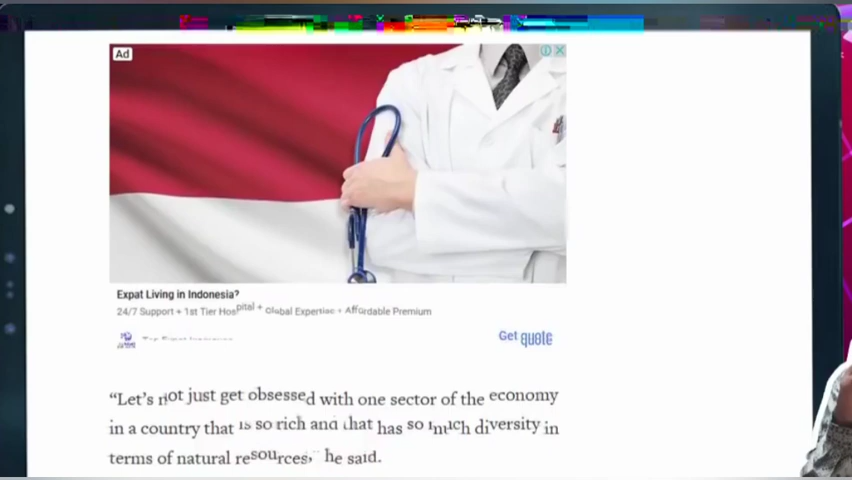 Ad
Expat Living in Indonesia?
24/7 Support + 1st Tier Hospital + Global Expertise + Affordable Premium
Get quote
“Let’s not just get obsessed with one sector of the economy
in a country that is so rich and that has so much diversity in
terms of natural resources,” he said.